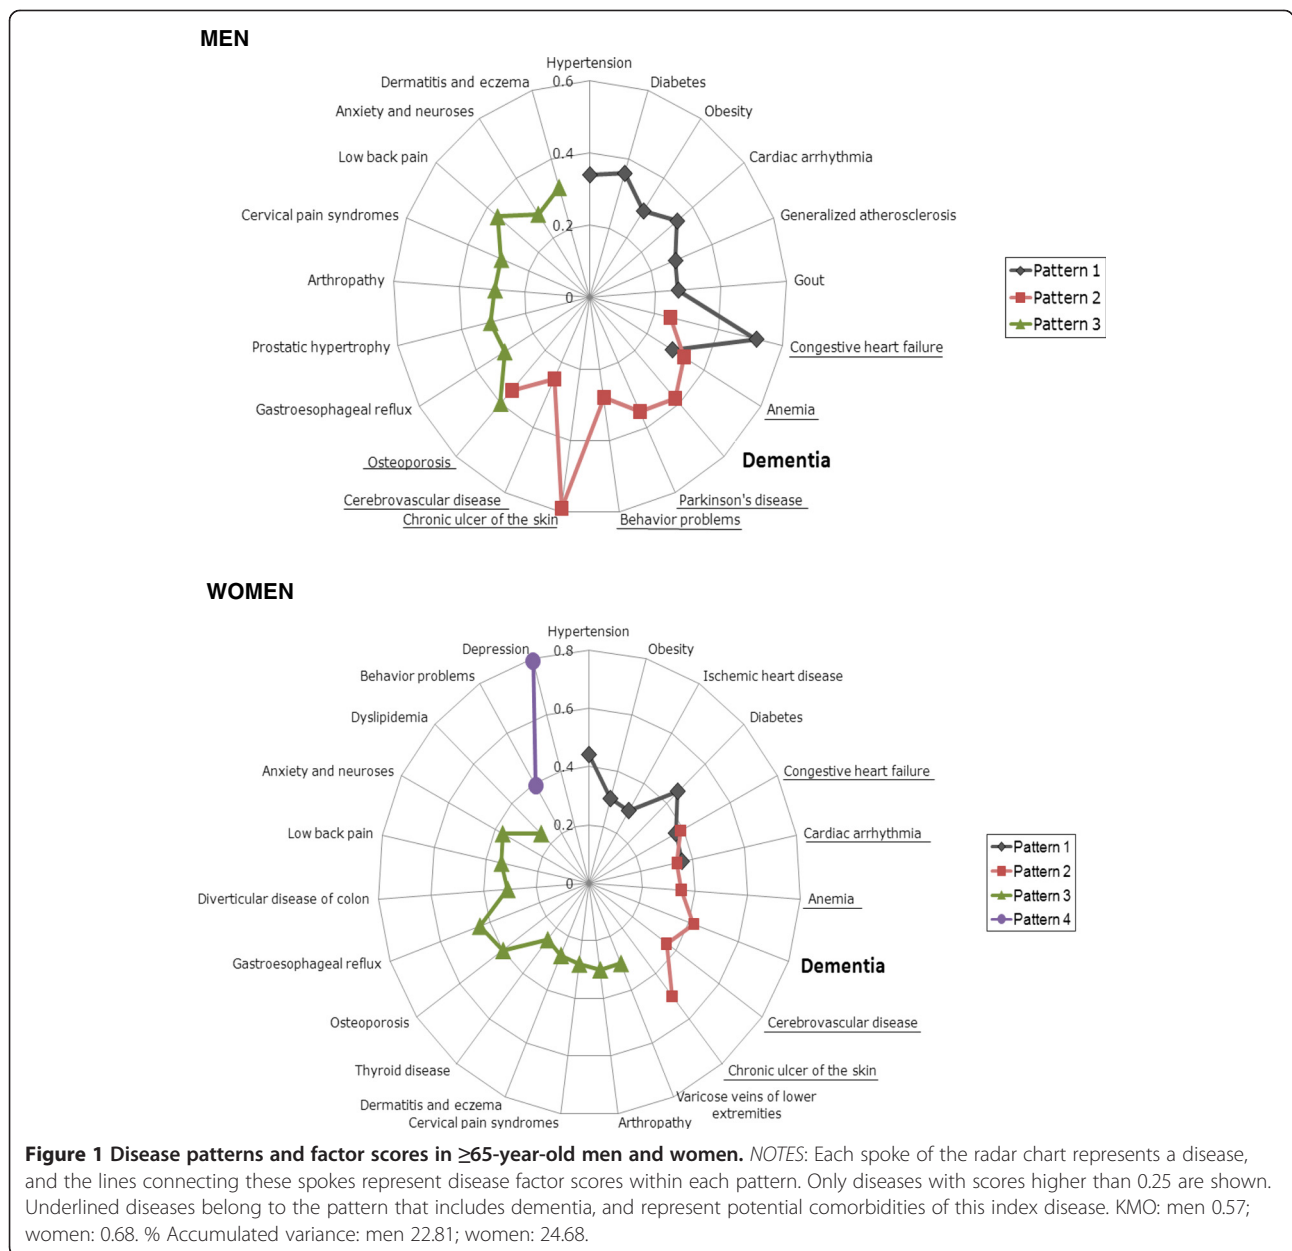 MEN
Hypertension
Diabetes
Obesity
Cardiac arrhythmia
Generalized atherosclerosis
Gout
Congestive heart failure
Anemia
Dementia
Parkinson's disease
Behavior problems
Chronic ulcer of the skin
Cerebrovascular disease
Osteoporosis
Gastroesophageal reflux
Prostatic hypertrophy
Arthropathy
Cervical pain syndromes
Low back pain
Anxiety and neuroses
Dermatitis and eczema
0.6
0.4
0.2
0
Pattern 1
Pattern 2
Pattern 3
WOMEN
Hypertension
Obesity
Ischemic heart disease
Diabetes
Congestive heart failure
Cardiac arrhythmia
Anemia
Dementia
Cerebrovascular disease
Chronic ulcer of the skin
Varicose veins of lower
extremities
Arthropathy
Cervical pain syndromes
Dermatitis and eczema
Thyroid disease
Osteoporosis
Gastroesophageal reflux
Diverticular disease of colon
Low back pain
Anxiety and neuroses
Dyslipidemia
Behavior problems
Depression
0.8
0.6
0.4
0.2
0
Pattern 1
Pattern 2
Pattern 3
Pattern 4
Figure 1 Disease patterns and factor scores in ≥65-year-old men and women. NOTES: Each spoke of the radar chart represents a disease,
and the lines connecting these spokes represent disease factor scores within each pattern. Only diseases with scores higher than 0.25 are shown.
Underlined diseases belong to the pattern that includes dementia, and represent potential comorbidities of this index disease. KMO: men 0.57;
women: 0.68. % Accumulated variance: men 22.81; women: 24.68.